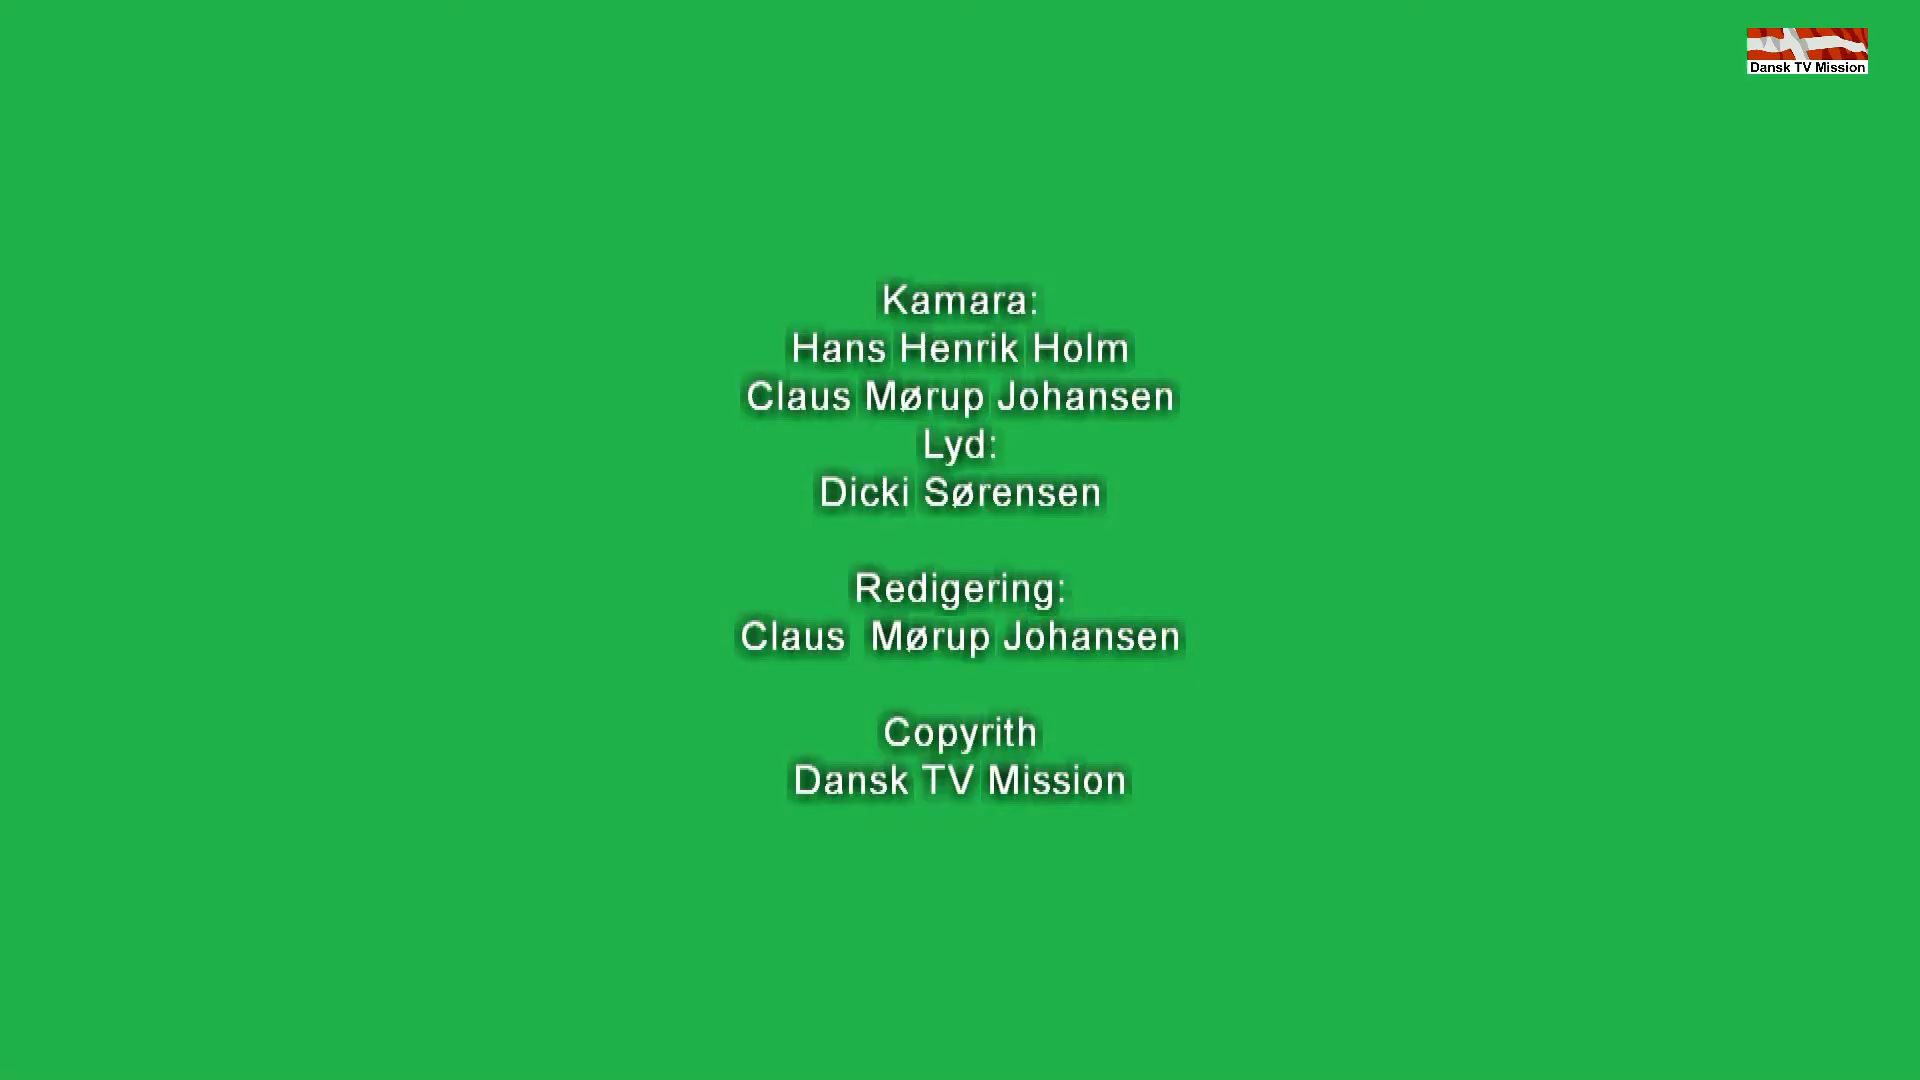 Dansk TV Mission
Kamara:
Hans Henrik Holm
Claus Mørup Johansen
Lyd:
Dicki Sørensen
Redigering:
Claus  Mørup Johansen
Copyrith
Dansk TV Mission